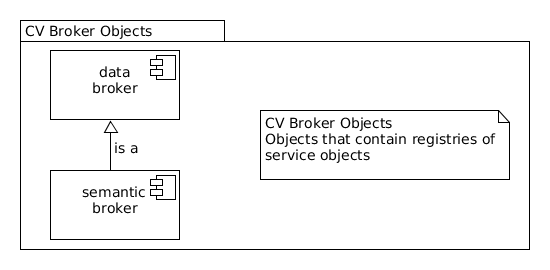 CV Broker Objects
data
broker
is a
semantic
broker
CV Broker Objects
Objects that contain registries of
service objects